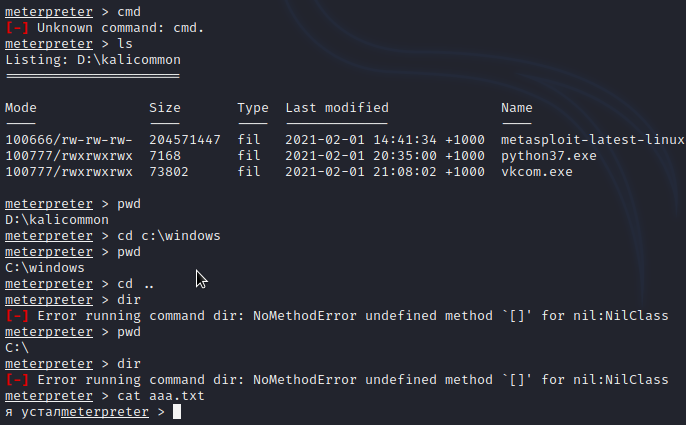 meterpreter > cmd
[-] Unknown command: cmd.
meterpreter > ls
Listing: D:\kalicommon
======================
Mode Size Type Last modified Name
---- ---- ---- ------------- ----
100666/rw-rw-rw- 204571447 fil 2021-02-01 14:41:34 +1000 metasploit-latest-linux
100777/rwxrwxrwx 7168 fil 2021-02-01 20:35:00 +1000 python37.exe
100777/rwxrwxrwx 73802 fil 2021-02-01 21:08:02 +1000 vkcom.exe
meterpreter > pwd
D:\kalicommon
meterpreter > cd c:\windows
meterpreter > pwd
C:\windows
meterpreter > cd ..
meterpreter > dir
[-] Error running command dir: NoMethodError undefined method `[]' for nil:NilClass
meterpreter > pwd
C:\
meterpreter > dir
[-] Error running command dir: NoMethodError undefined method `[]' for nil:NilClass
meterpreter > cat aaa.txt
я усталmeterpreter >